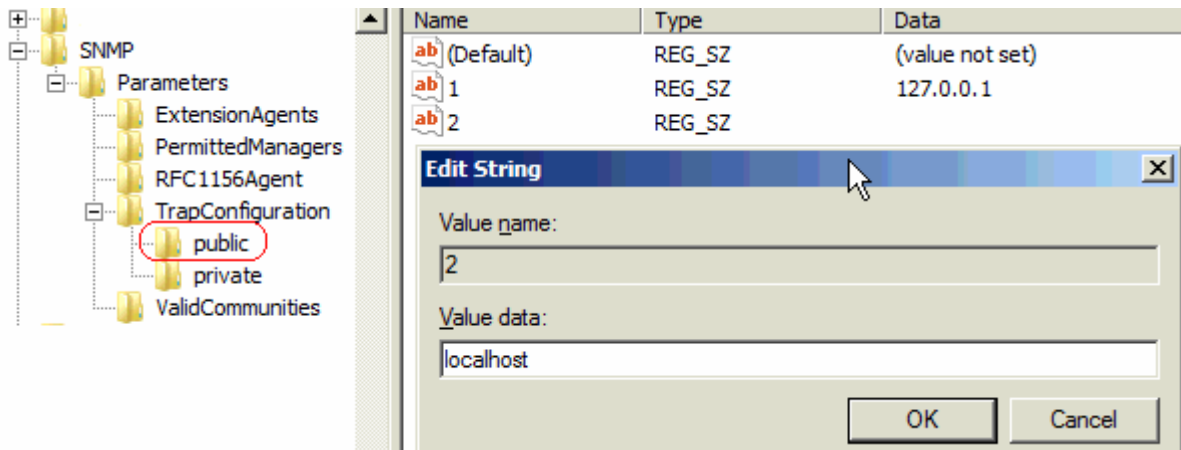 SNMP
Parameters
ExtensionAgents
PermittedManagers
RFC1156Agent
TrapConfiguration
public
private
ValidCommunities
Name Type Data
ab (Default) REG_SZ (value not set)
ab 1 REG_SZ 127.0.0.1
ab 2 REG_SZ
Edit String
Value name:
2
Value data:
localhost
OK Cancel